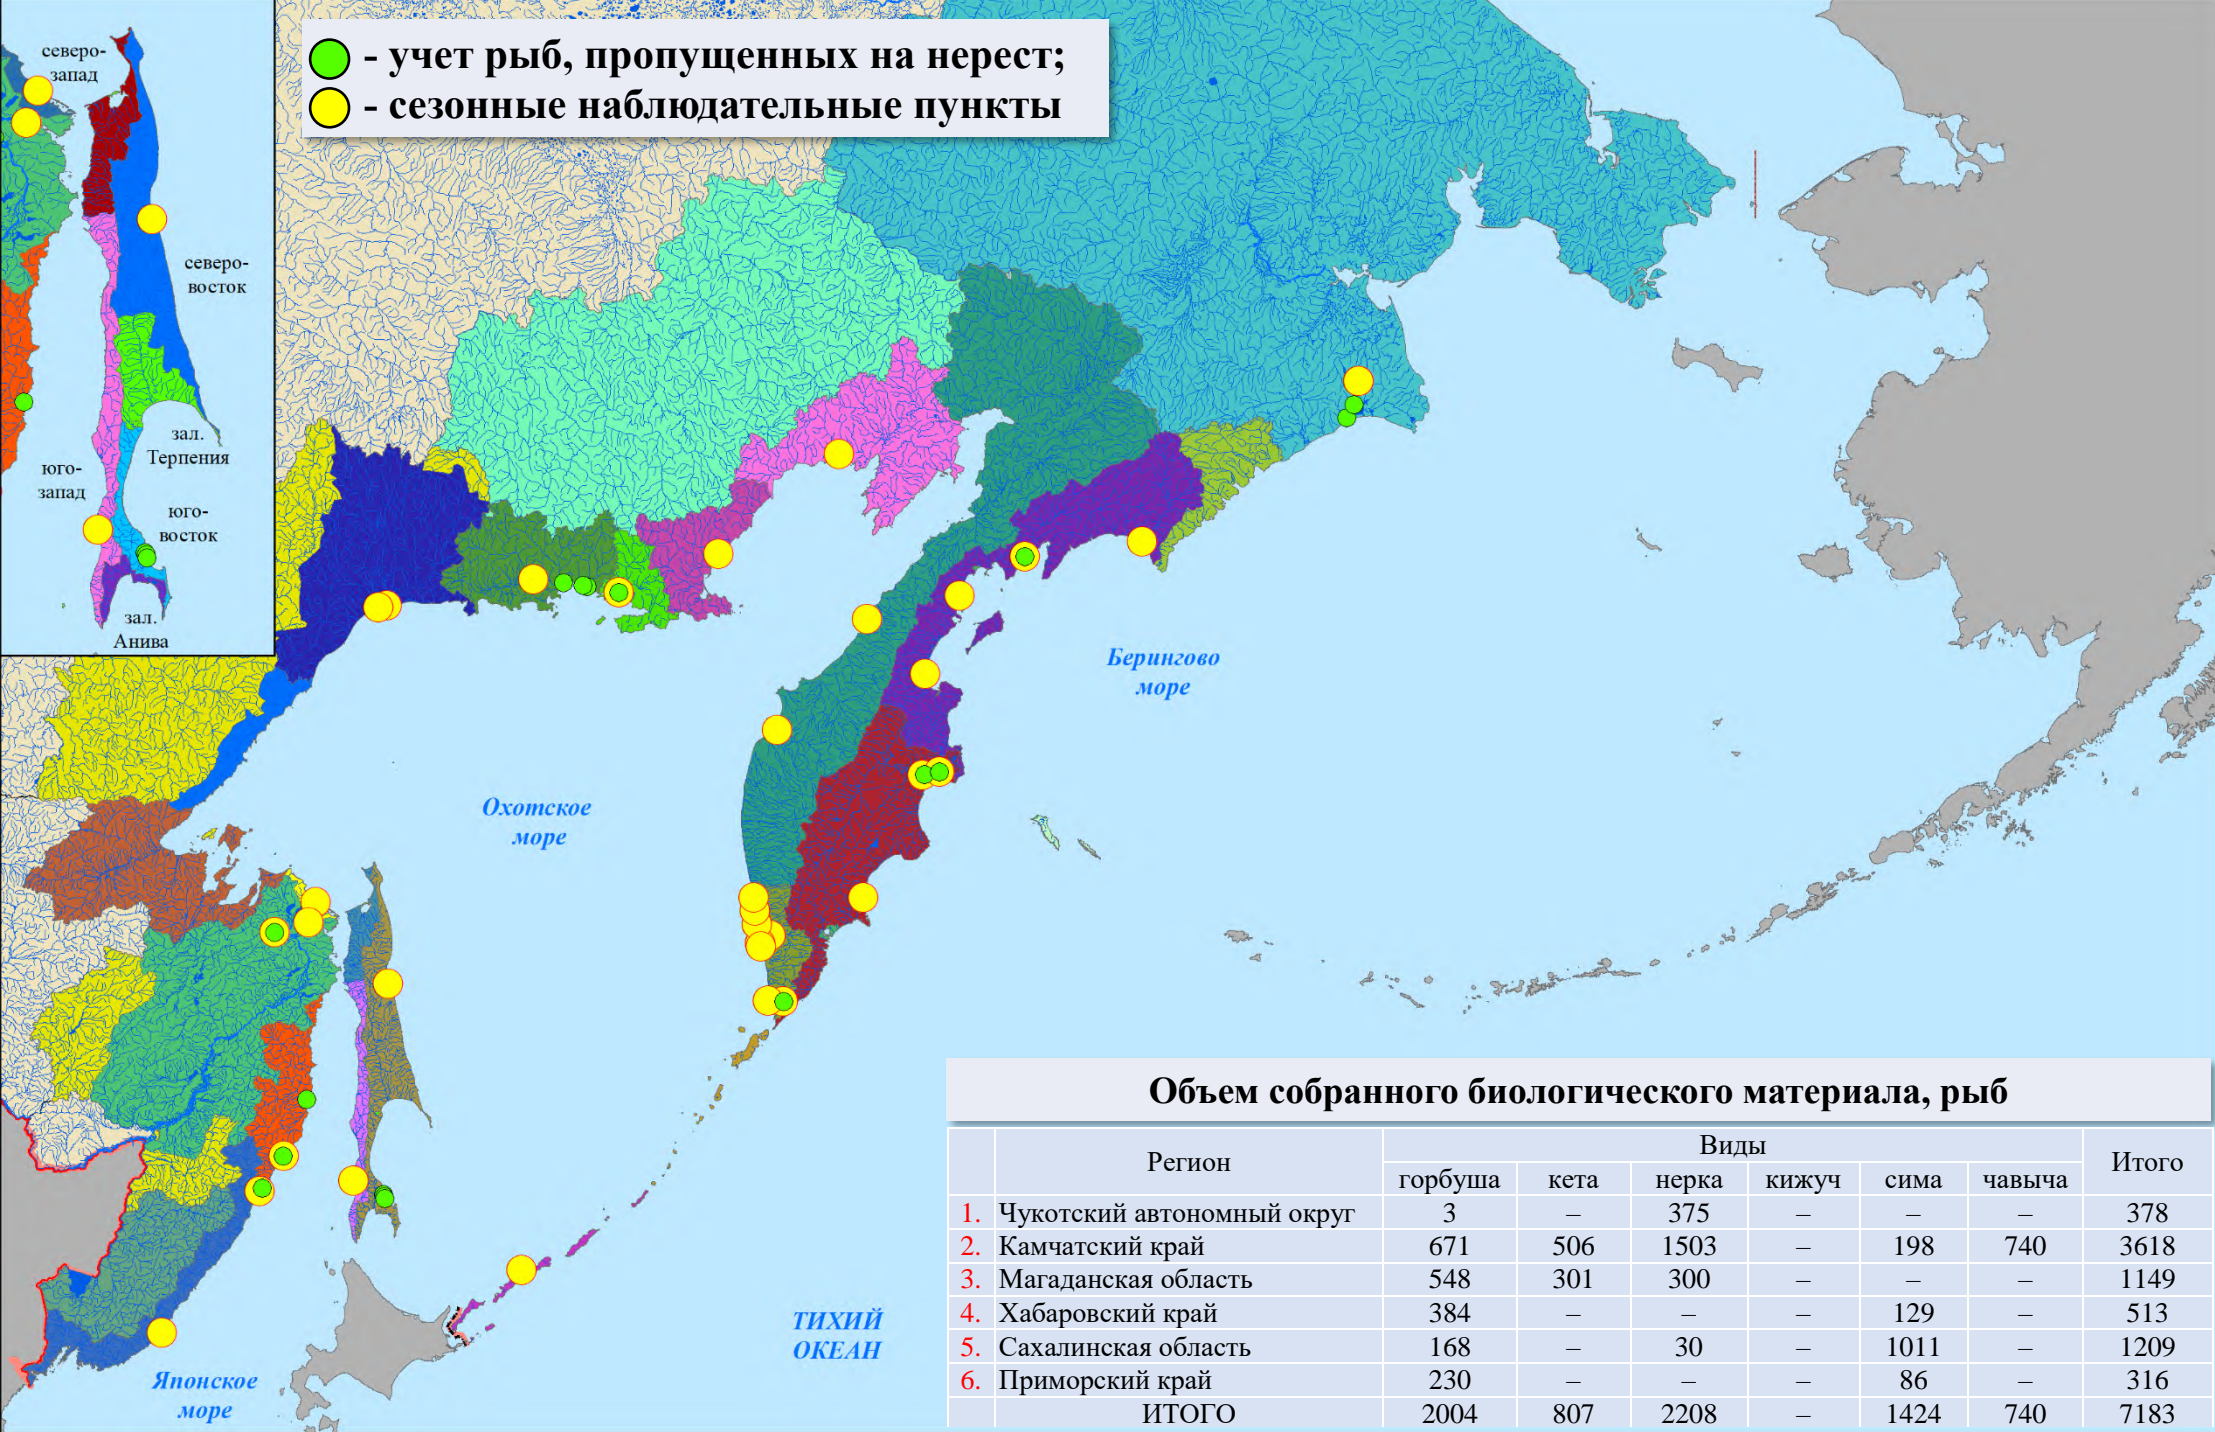 - учет рыб, пропущенных на нерест;
- сезонные наблюдательные пункты
северо-
запад
северо-
восток
зал.
Терпения
юго-
запад
юго-
восток
зал.
Анива
Берингово
море
Охотское
море
ТИХИЙ
ОКЕАН
Японское
море
Объем собранного биологического материала, рыб
Регион Виды Итого
горбуша кета нерка кижуч сима чавыча
1. Чукотский автономный округ 3 – 375 – – – 378
2. Камчатский край 671 506 1503 – 198 740 3618
3. Магаданская область 548 301 300 – – – 1149
4. Хабаровский край 384 – – – 129 – 513
5. Сахалинская область 168 – 30 – 1011 – 1209
6. Приморский край 230 – – – 86 – 316
ИТОГО 2004 807 2208 – 1424 740 7183